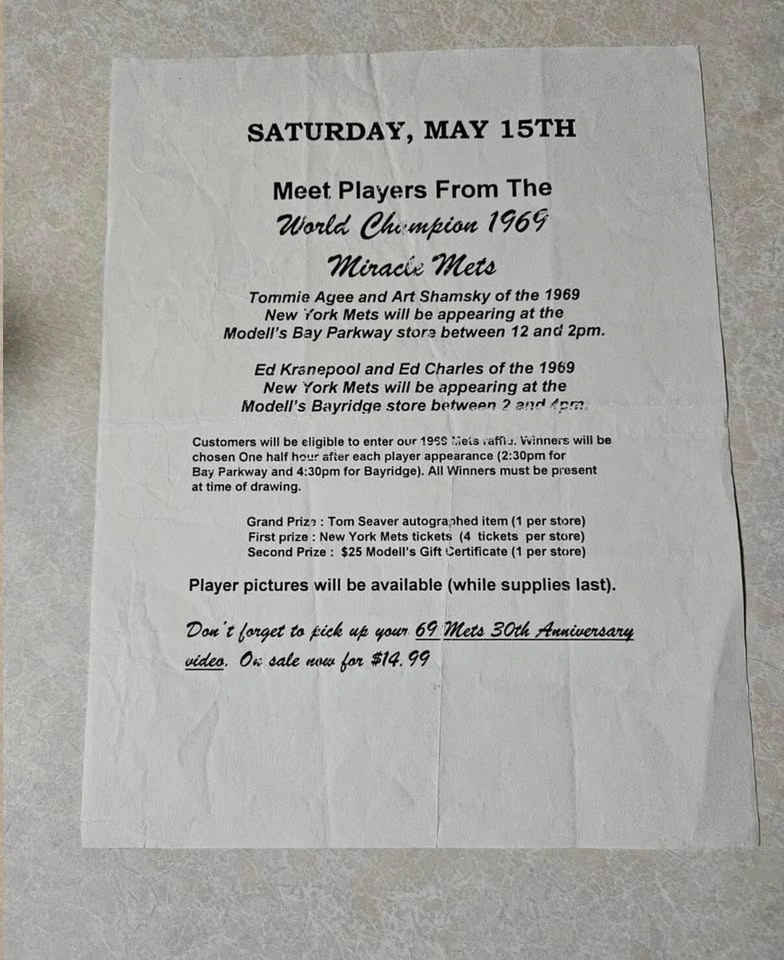 SATURDAY, MAY 15TH
Meet Players From The
World Champion 1969
Miracle Mets
Tommie Agee and Art Shamsky of the 1969
New York Mets will be appearing at the
Modell's Bay Parkway store between 12 and 2pm.
Ed Kranepool and Ed Charles of the 1969
New York Mets will be appearing at the
Modell's Bayridge store between 2 and 4pm.
Customers will be eligible to enter our 1969 Mets raffle. Winners will be
chosen One half hour after each player appearance (2:30pm for
Bay Parkway and 4:30pm for Bayridge). All Winners must be present
at time of drawing.
Grand Prize : Tom Seaver autographed item (1 per store)
First prize : New York Mets tickets (4 tickets per store)
Second Prize : $25 Modell's Gift Certificate (1 per store)
Player pictures will be available (while supplies last).
Don't forget to pick up your 69 Mets 30th Anniversary
video. On sale now for $14.99